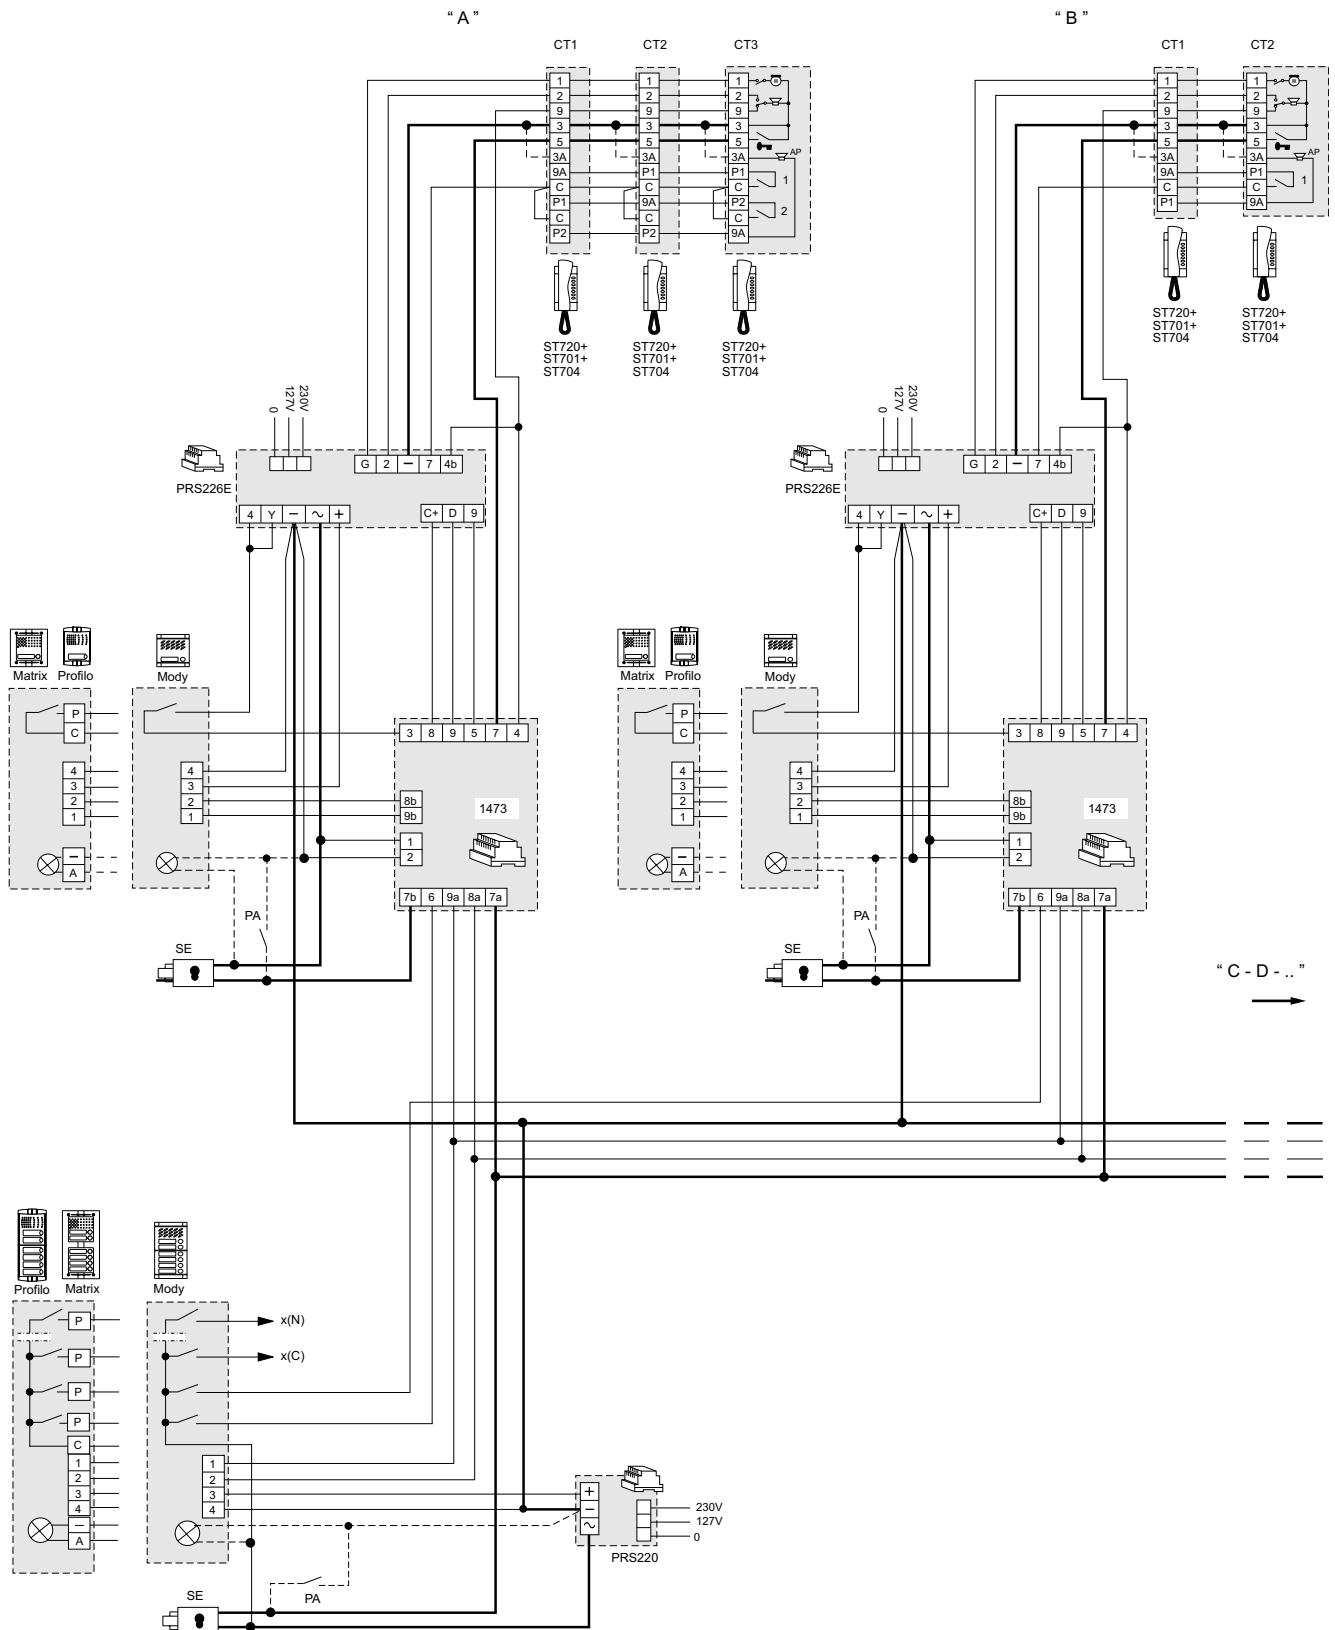 “ A ”
“ B ”
CT1 CT2 CT3
CT1 CT2
1 1 1
2 2 2
9 9 9
3 3 3
5 5 5
3A 3A 3A AP
9A P1 P1 1
C C C
P1 9A P2 2
C C C
P2 P2 9A
1 1
2 2
9 9
3 3
5 5
3A 3A AP
9A P1 1
C C
P1 9A
ST720+ ST720+ ST720+
ST701+ ST701+ ST701+
ST704 ST704 ST704
ST720+ ST720+
ST701+ ST701+
ST704 ST704
0 127V 230V
G 2 — 7 4b
PRS226E
4 Y — ~ +
C+ D 9
0 127V 230V
G 2 — 7 4b
PRS226E
4 Y — ~ +
C+ D 9
Matrix Profilo Mody
P
C
4 4
3 3
2 2
1 1
—
A
3 8 9 5 7 4
8b
9b
1473
1
2
7b 6 9a 8a 7a
PA
SE
Matrix Profilo Mody
P
C
4 4
3 3
2 2
1 1
—
A
3 8 9 5 7 4
8b
9b
1473
1
2
7b 6 9a 8a 7a
PA
SE
“ C - D - .. ”
Profilo Matrix Mody
P x(N)
P x(C)
P
P
C
1 1
2 2
3 3
4 4
—
A
+
—
~
230V
127V
0
PRS220
PA
SE